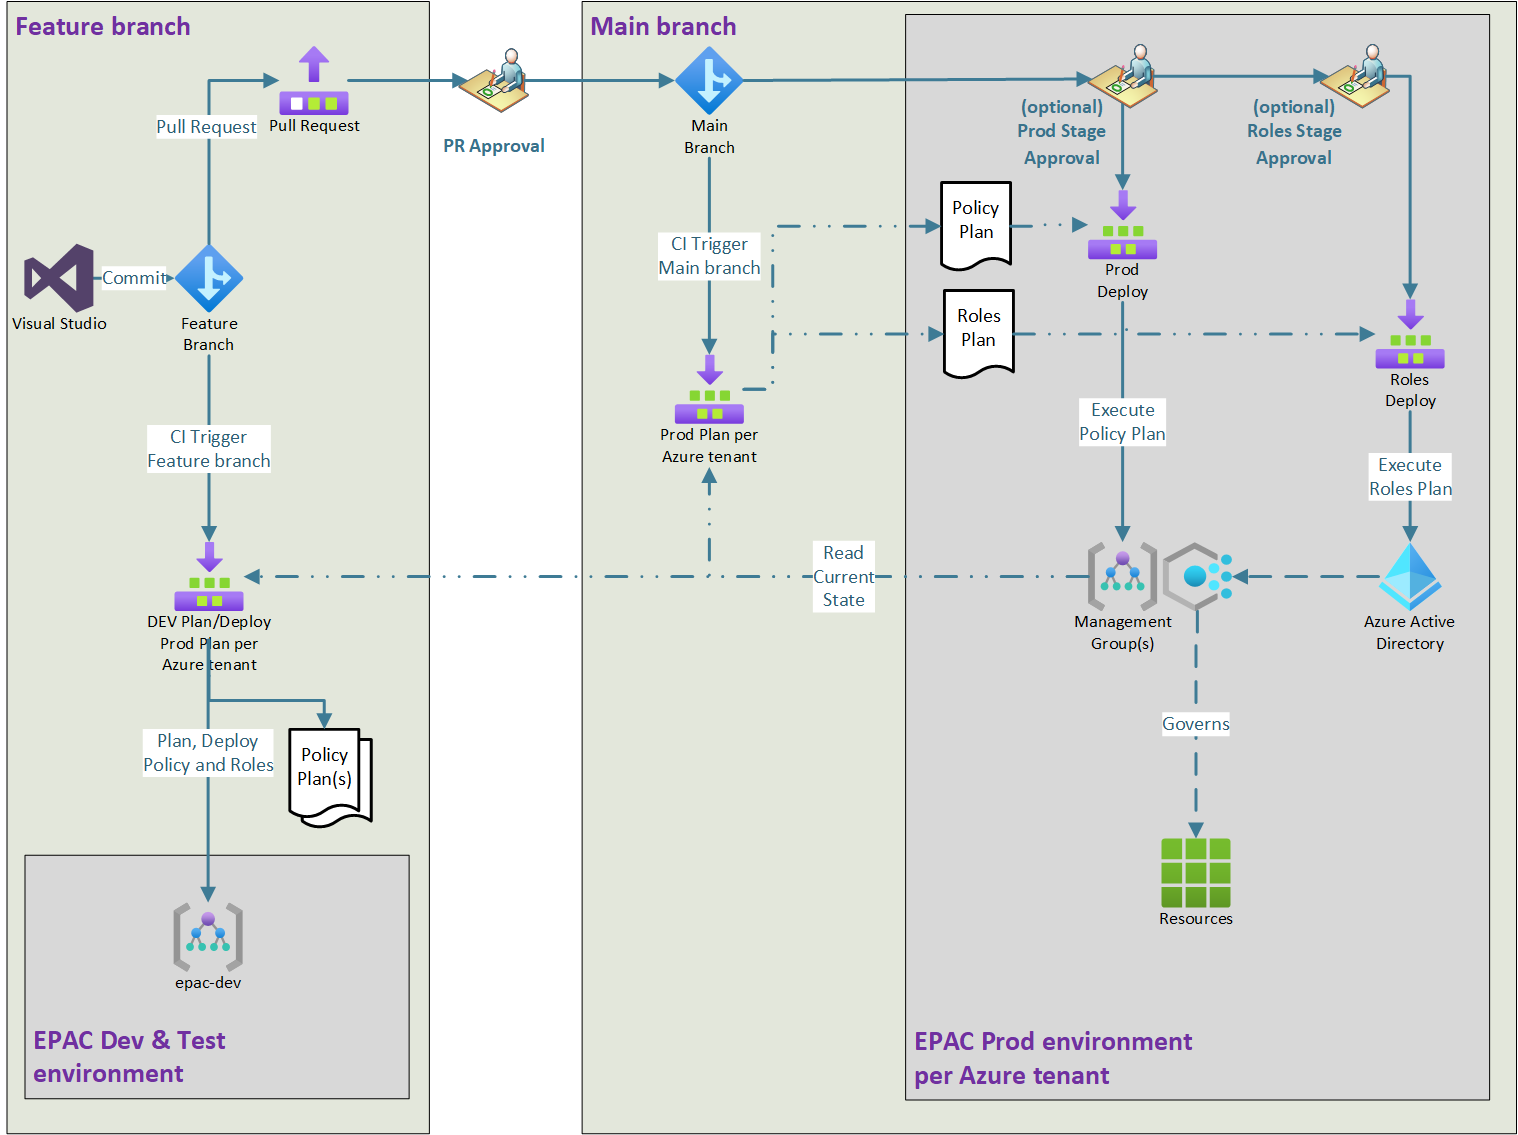 Feature branch
Pull Request
Pull Request
Commit
Visual Studio
Feature
Branch
CI Trigger
Feature branch
DEV Plan/Deploy
Prod Plan per
Azure tenant
Plan, Deploy
Policy and Roles
Policy
Plan(s)
epac-dev
EPAC Dev & Test
environment
PR Approval
Main branch
Main
Branch
CI Trigger
Main branch
Prod Plan per
Azure tenant
Read
Current
State
(optional)
Prod Stage
Approval
(optional)
Roles Stage
Approval
Policy
Plan
Roles
Plan
Prod
Deploy
Roles
Deploy
Execute
Policy Plan
Execute
Roles Plan
Management
Group(s)
Azure Active
Directory
Governs
Resources
EPAC Prod environment
per Azure tenant